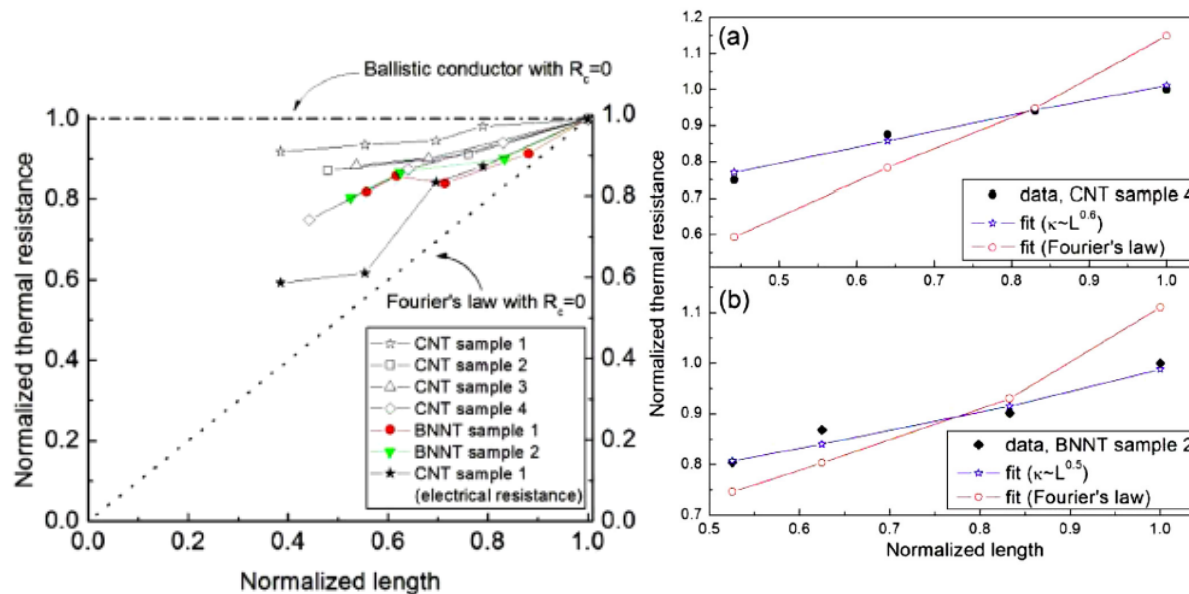 Ballistic conductor with R_c=0
1.0
0.8
0.6
0.4
0.2
0.0
1.0
0.8
0.6
0.4
0.2
0.0
Normalized thermal resistance
Fourier's law with R_c=0
CNT sample 1
CNT sample 2
CNT sample 3
CNT sample 4
BNNT sample 1
BNNT sample 2
CNT sample 1
(electrical resistance)
0.0 0.2 0.4 0.6 0.8 1.0
Normalized length
(a)
1.2
1.1
1.0
0.9
0.8
0.7
0.6
data, CNT sample 4
fit (κ~L^0.6)
fit (Fourier's law)
0.5 0.6 0.7 0.8 0.9 1.0
Normalized thermal resistance
(b)
1.1
1.0
0.9
0.8
0.7
data, BNNT sample 2
fit (κ~L^0.5)
fit (Fourier's law)
0.5 0.6 0.7 0.8 0.9 1.0
Normalized length